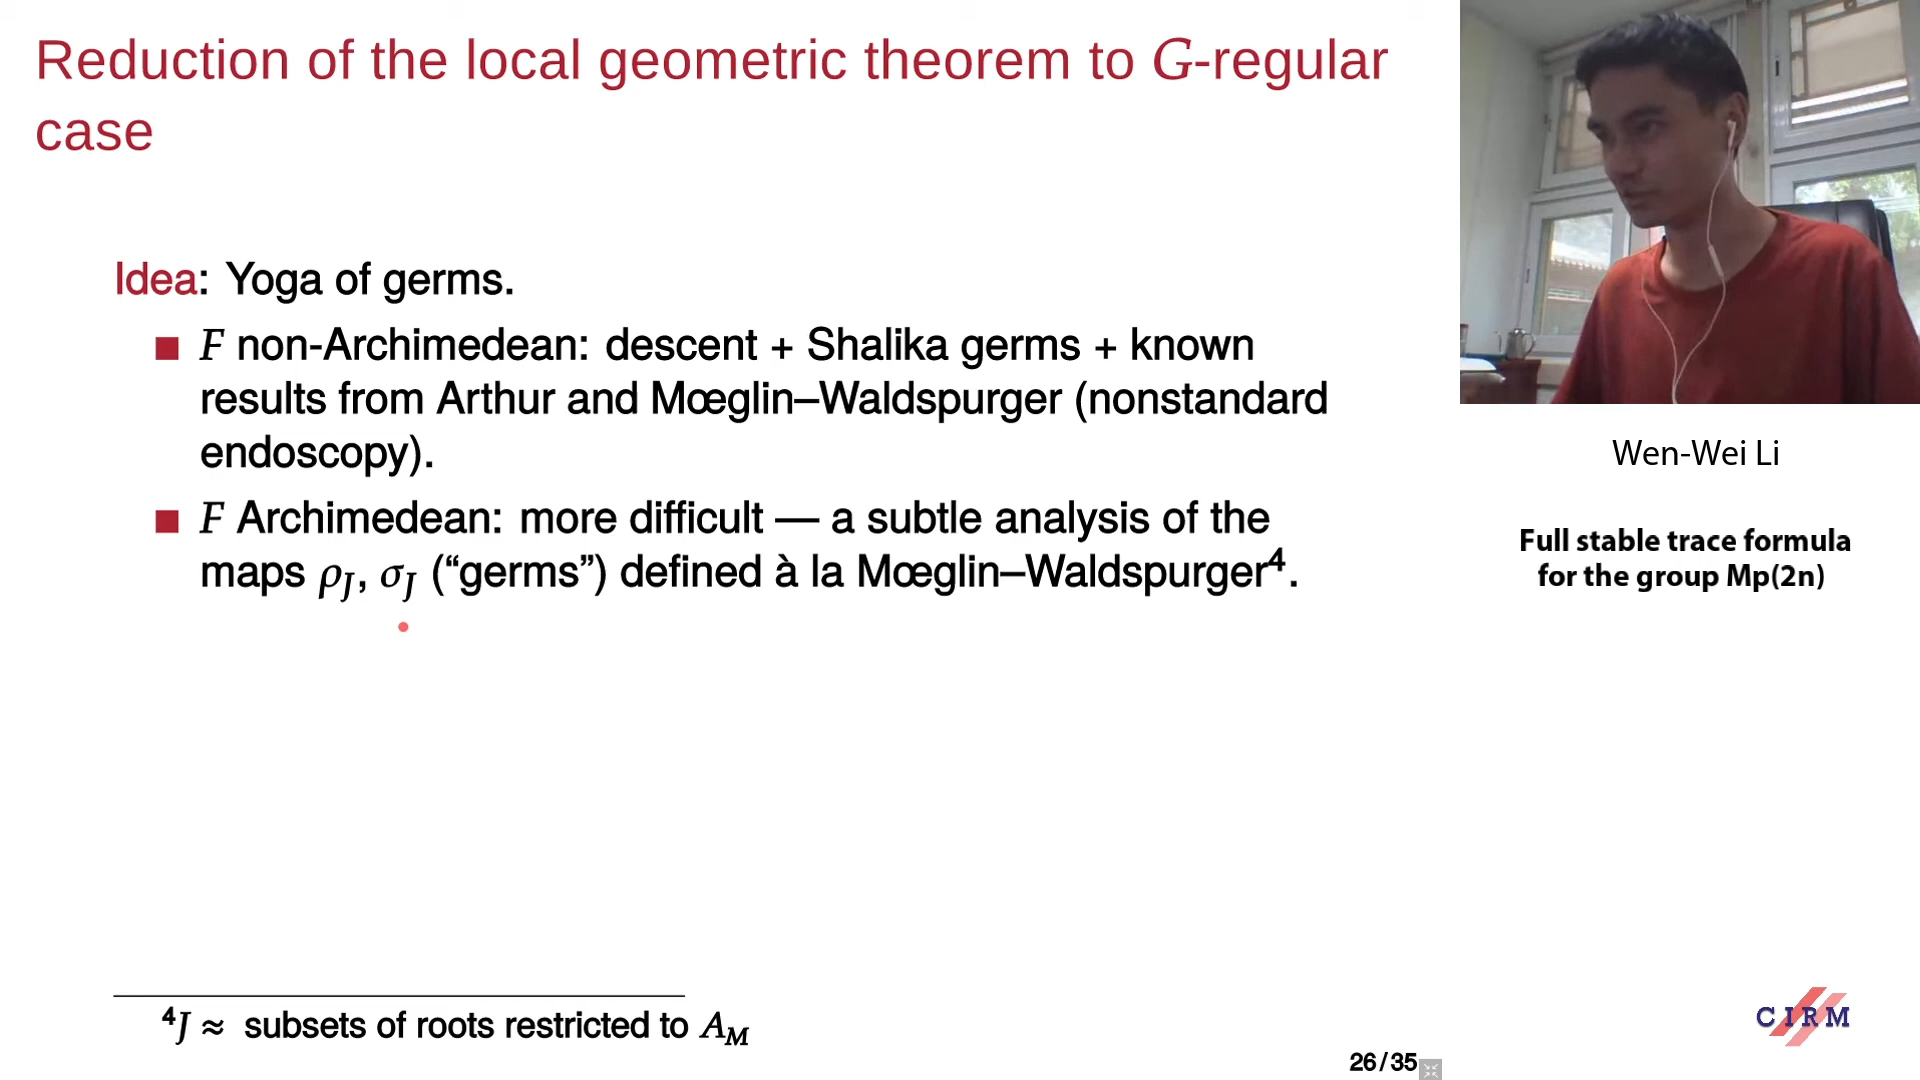 Reduction of the local geometric theorem to G-regular
case
Idea: Yoga of germs.
■ F non-Archimedean: descent + Shalika germs + known
results from Arthur and Mœglin–Waldspurger (nonstandard
endoscopy).
■ F Archimedean: more difficult — a subtle analysis of the
maps ρ_J, σ_J (“germs”) defined à la Mœglin–Waldspurger⁴.
⁴J ≈ subsets of roots restricted to A_M
26/35
Wen-Wei Li
Full stable trace formula
for the group Mp(2n)
CIRM